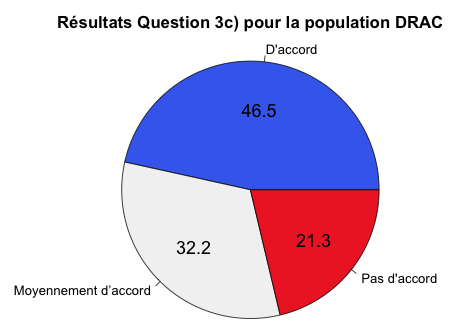 Résultats Question 3c) pour la population DRAC
D'accord
46.5
32.2
21.3
Moyennement d’accord
Pas d'accord